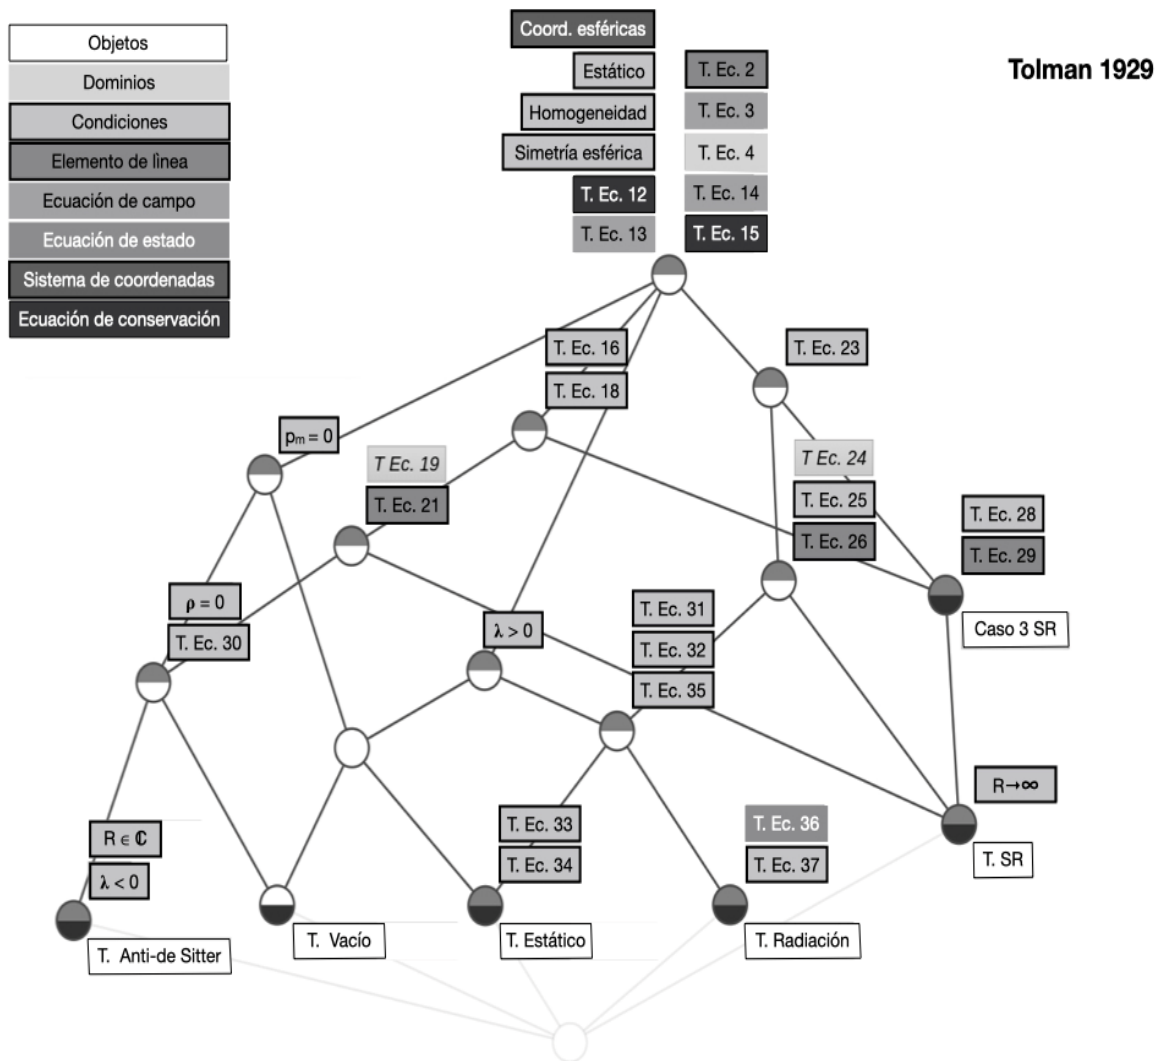 Objetos
Dominios
Condiciones
Elemento de lìnea
Ecuación de campo
Ecuación de estado
Sistema de coordenadas
Ecuación de conservación
Tolman 1929
Coord. esféricas
Estático
T. Ec. 2
Homogeneidad
T. Ec. 3
Simetría esférica
T. Ec. 4
T. Ec. 12
T. Ec. 14
T. Ec. 13
T. Ec. 15
T. Ec. 16
T. Ec. 18
T. Ec. 23
pm = 0
T Ec. 19
T. Ec. 21
T Ec. 24
T. Ec. 25
T. Ec. 26
T. Ec. 28
T. Ec. 29
Caso 3 SR
ρ = 0
T. Ec. 30
λ > 0
T. Ec. 31
T. Ec. 32
T. Ec. 35
R→∞
T. SR
R ∈ ℂ
λ < 0
T. Anti-de Sitter
T. Vacío
T. Ec. 33
T. Ec. 34
T. Estático
T. Ec. 36
T. Ec. 37
T. Radiación